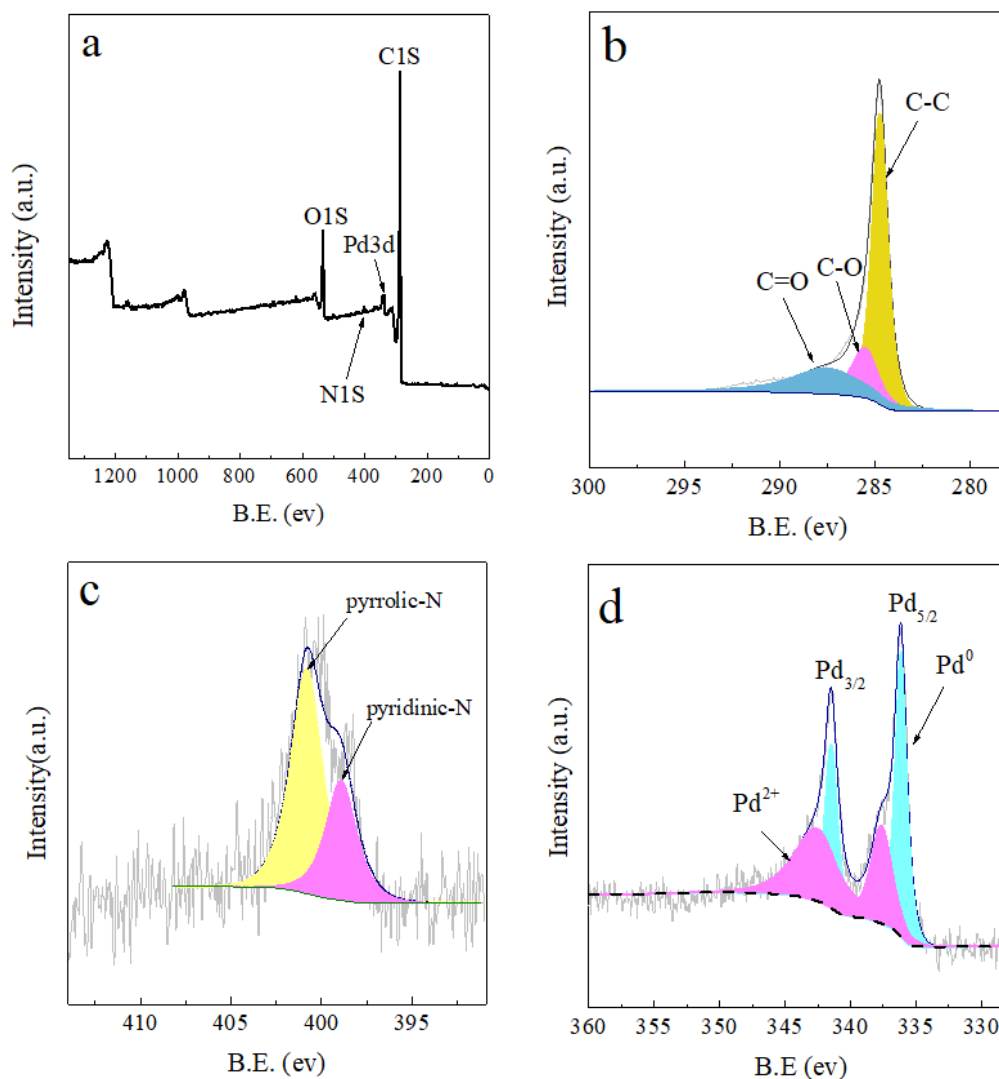 a
C1S
O1S
Pd3d
N1S
Intensity (a.u.)
1200 1000 800 600 400 200 0
B.E. (ev)
b
C-C
C-O
C=O
Intensity (a.u.)
300 295 290 285 280
B.E. (ev)
c
pyrrolic-N
pyridinic-N
Intensity(a.u.)
410 405 400 395
B.E. (ev)
d
Pd5/2
Pd3/2
Pd0
Pd2+
Intensity (a.u.)
360 355 350 345 340 335 330
B.E (ev)